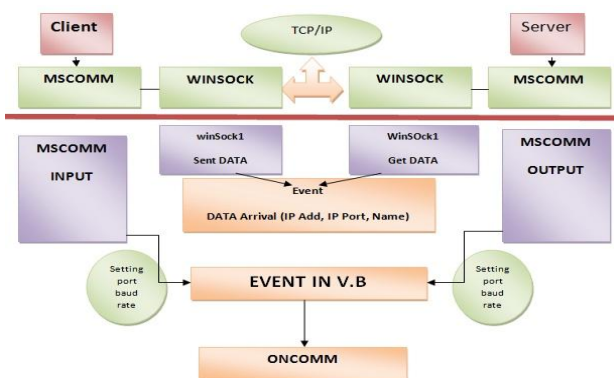 Client
TCP/IP
Server
MSCOMM
WINSOCK
WINSOCK
MSCOMM
MSCOMM
INPUT
winSock1
Sent DATA
WinSOck1
Get DATA
MSCOMM
OUTPUT
Event
DATA Arrival (IP Add, IP Port, Name)
Setting
port
baud
rate
EVENT IN V.B
Setting
port
baud
rate
ONCOMM